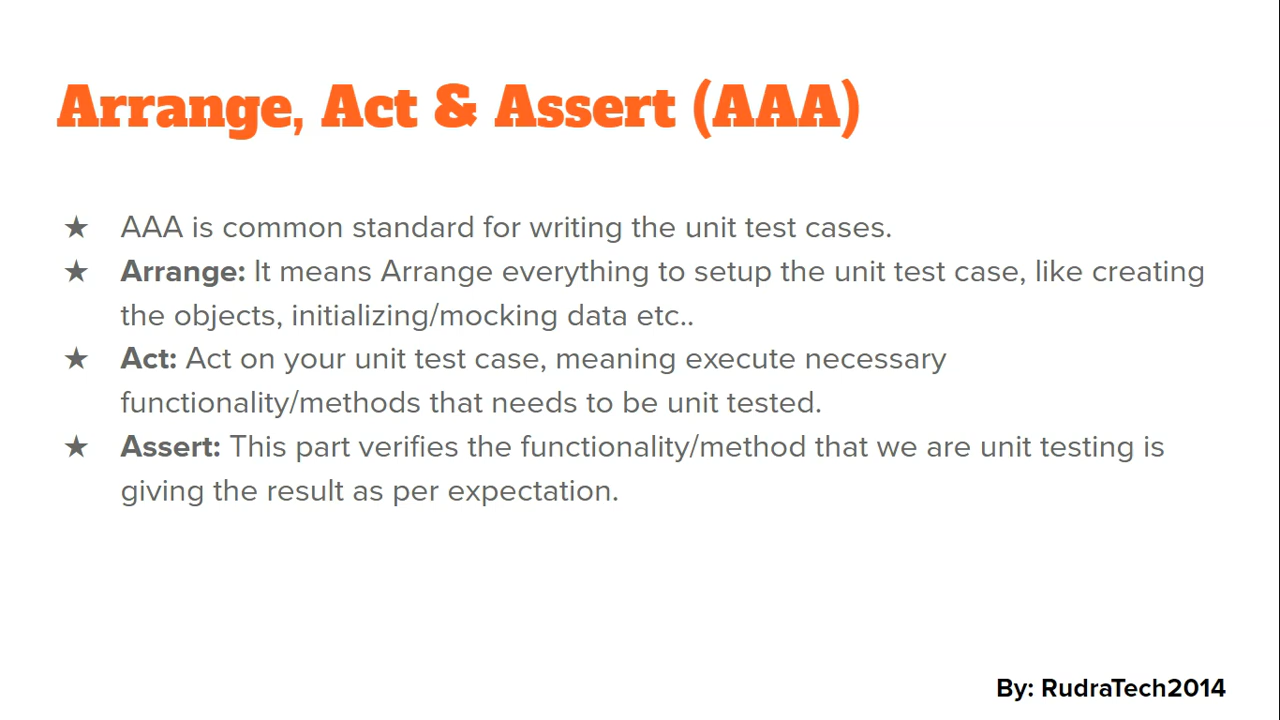 Arrange, Act & Assert (AAA)
★ AAA is common standard for writing the unit test cases.
★ Arrange: It means Arrange everything to setup the unit test case, like creating
the objects, initializing/mocking data etc..
★ Act: Act on your unit test case, meaning execute necessary
functionality/methods that needs to be unit tested.
★ Assert: This part verifies the functionality/method that we are unit testing is
giving the result as per expectation.
By: RudraTech2014